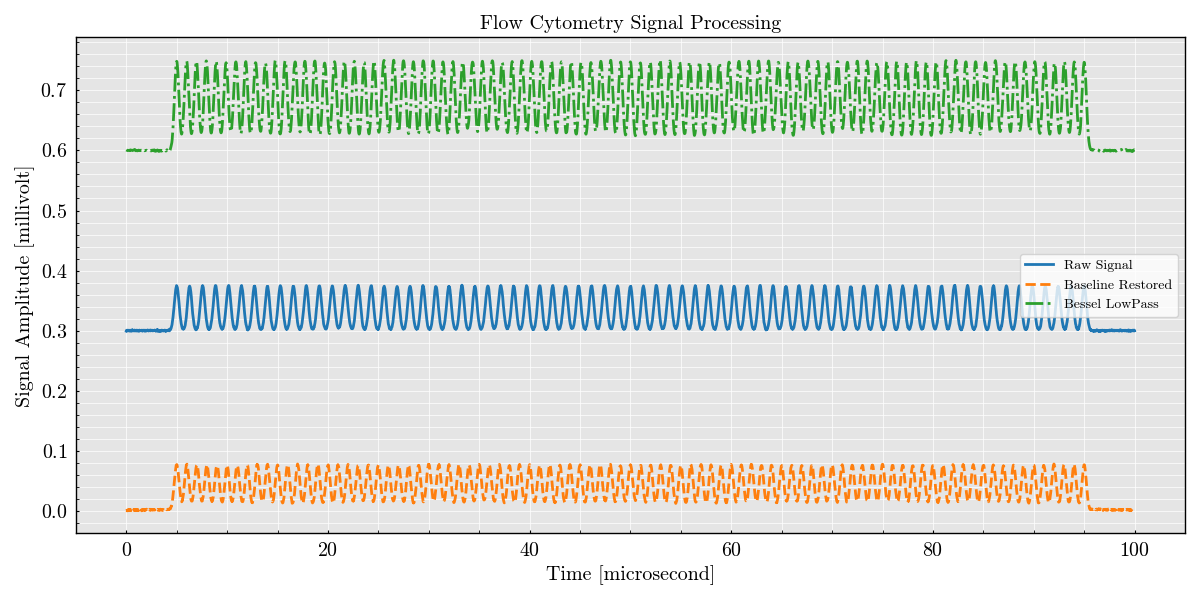 Flow Cytometry Signal Processing
Signal Amplitude [millivolt]
0.7
0.6
0.5
0.4
0.3
0.2
0.1
0.0
Raw Signal
Baseline Restored
Bessel LowPass
0 20 40 60 80 100
Time [microsecond]